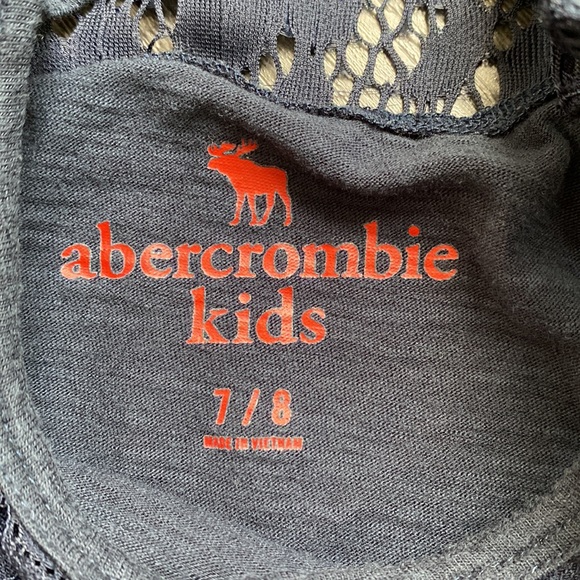 abercrombie
kids
7/8
MADE IN VIETNAM